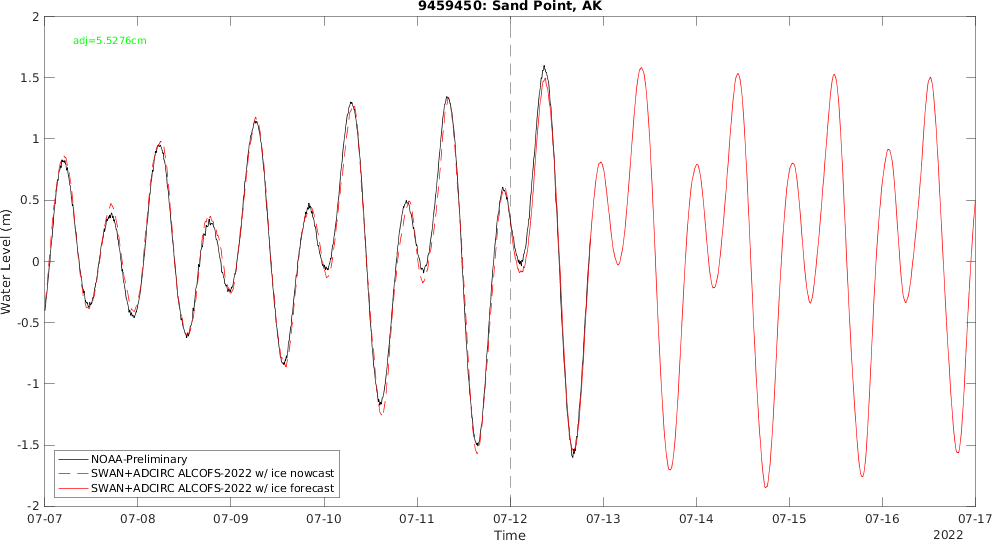 9459450: Sand Point, AK
adj=5.5276cm
2
1.5
1
0.5
0
-0.5
-1
-1.5
-2
Water Level (m)
NOAA-Preliminary
SWAN+ADCIRC ALCOFS-2022 w/ ice nowcast
SWAN+ADCIRC ALCOFS-2022 w/ ice forecast
07-07 07-08 07-09 07-10 07-11 07-12 07-13 07-14 07-15 07-16 07-17
Time
2022